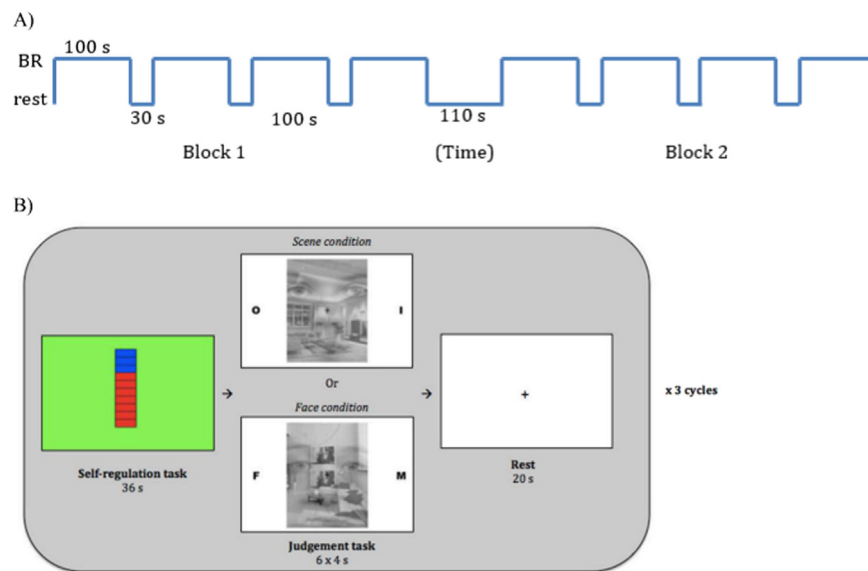 A)
100 s
BR
rest
30 s
100 s
110 s
Block 1
(Time)
Block 2
B)
Scene condition
O
I
Or
Face condition
F
M
Self-regulation task
36 s
Judgement task
6 x 4 s
Rest
20 s
x 3 cycles